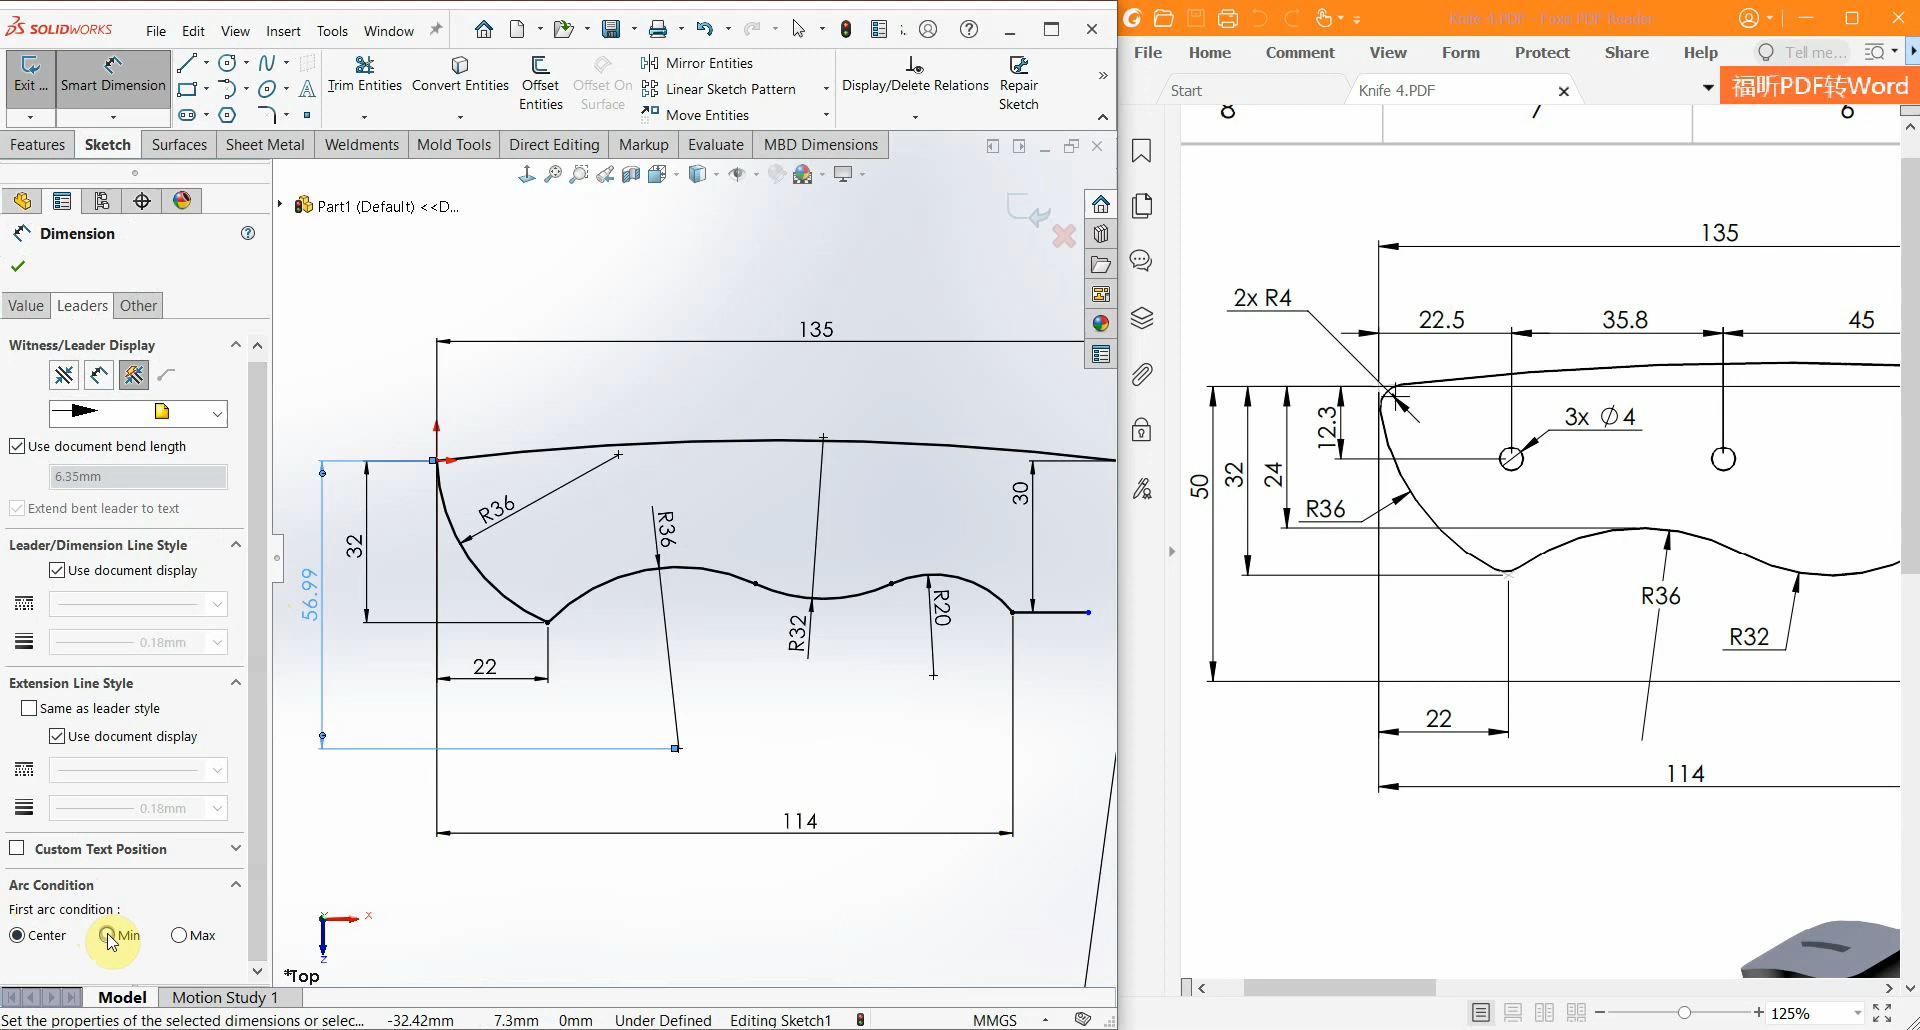 SOLIDWORKS
File Edit View Insert Tools Window
Exit ...
Smart Dimension
Trim Entities
Convert Entities
Offset Entities
Offset On Surface
Mirror Entities
Linear Sketch Pattern
Move Entities
Display/Delete Relations
Repair Sketch
Features Sketch Surfaces Sheet Metal Weldments Mold Tools Direct Editing Markup Evaluate MBD Dimensions
Part1 (Default) <<D...
Dimension
Value Leaders Other
Witness/Leader Display
Use document bend length
6.35mm
Extend bent leader to text
Leader/Dimension Line Style
Use document display
0.18mm
Extension Line Style
Same as leader style
Use document display
0.18mm
Custom Text Position
Arc Condition
First arc condition :
Center Min Max
135
R36
R36
30
32
56.99
R20
R32
22
114
X
Z
*Top
Model Motion Study 1
Set the properties of the selected dimensions or selec... -32.42mm 7.3mm 0mm Under Defined Editing Sketch1 MMGS
Knife 4.PDF - Foxit PDF Reader
File Home Comment View Form Protect Share Help Tell me...
Start Knife 4.PDF
福昕PDF转Word
8 7 6
135
2x R4
22.5 35.8 45
12.3
3x ∅4
50
32
24
R36
R36
R32
22
114
125%